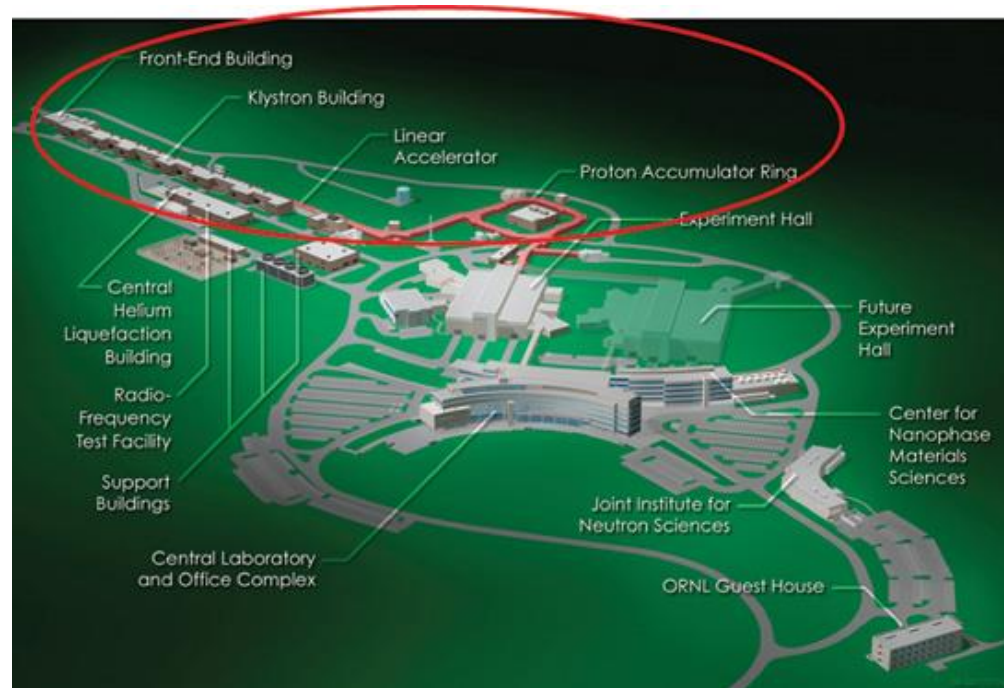 Front-End Building
Klystron Building
Linear
Accelerator
Proton Accumulator Ring
Experiment Hall
Central
Helium
Liquefaction
Building
Future
Experiment
Hall
Radio-
Frequency
Test Facility
Center for
Nanophase
Materials
Sciences
Support
Buildings
Joint Institute for
Neutron Sciences
Central Laboratory
and Office Complex
ORNL Guest House